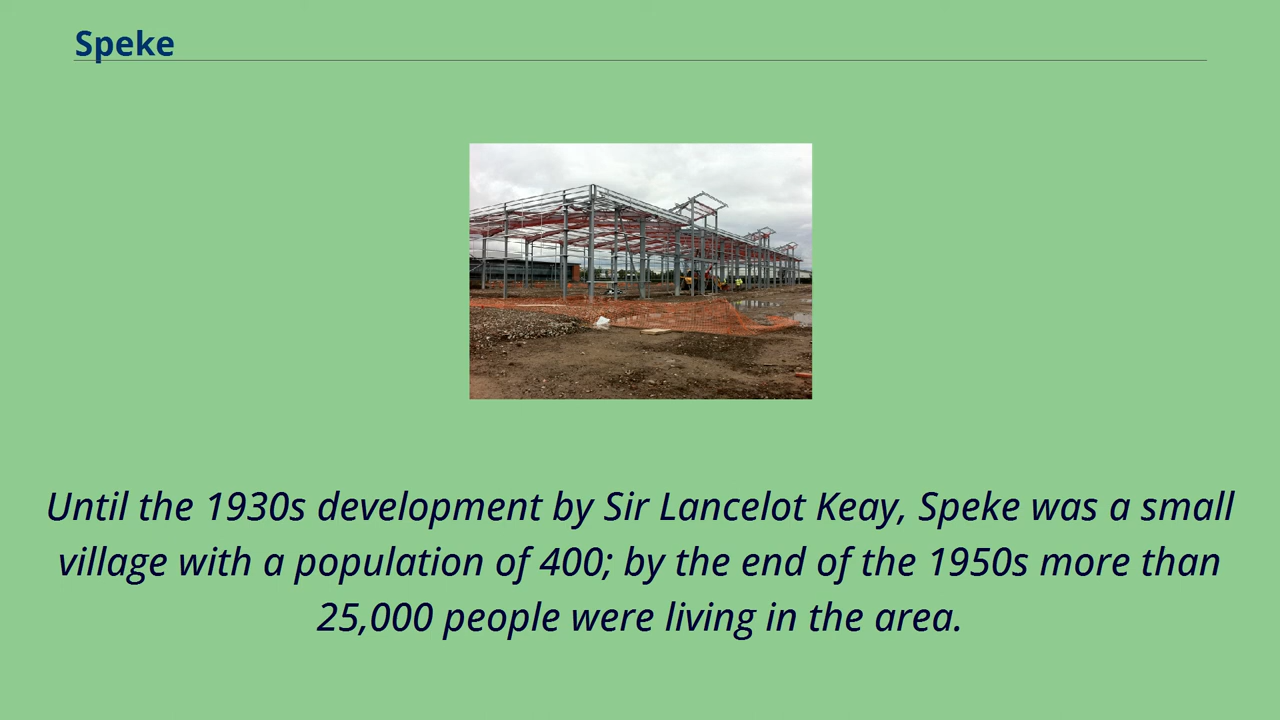 Speke
Until the 1930s development by Sir Lancelot Keay, Speke was a small
village with a population of 400; by the end of the 1950s more than
25,000 people were living in the area.